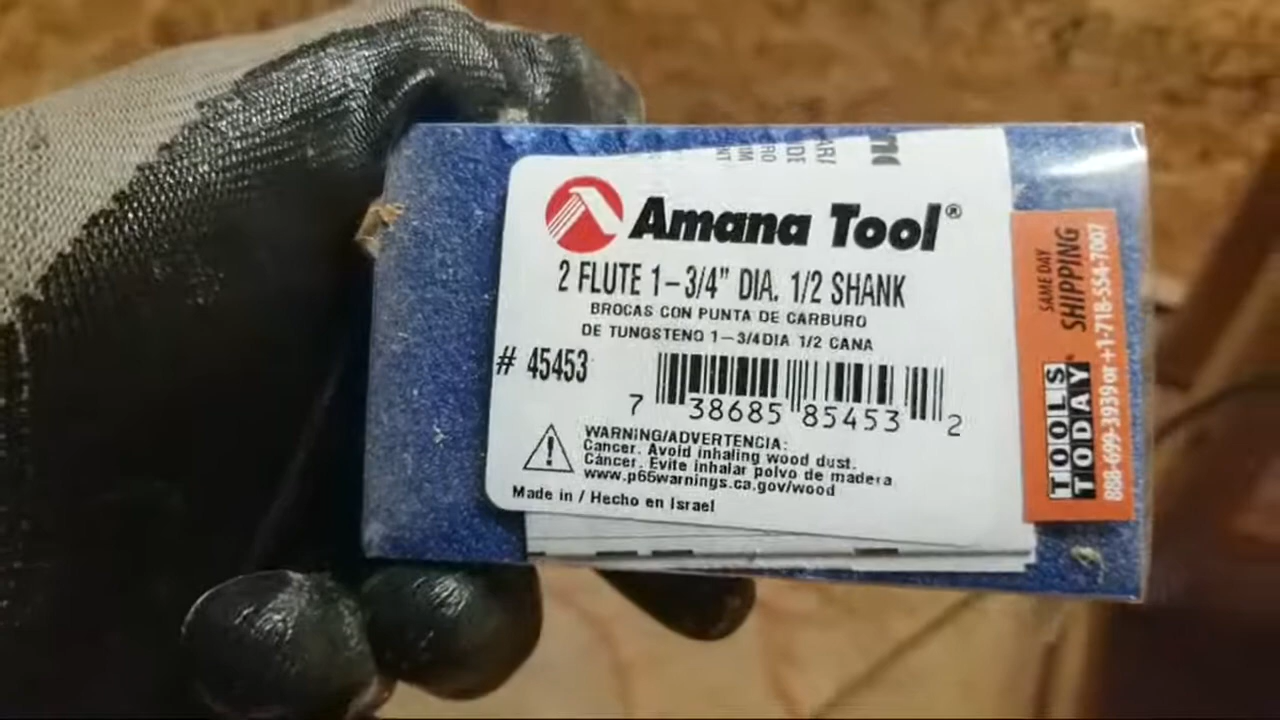 Amana Tool®
2 FLUTE 1-3/4" DIA. 1/2 SHANK
BROCAS CON PUNTA DE CARBURO
DE TUNGSTENO 1-3/4DIA 1/2 CANA
# 45453
7 38685 85453 2
WARNING/ADVERTENCIA:
Cancer. Avoid inhaling wood dust.
Cáncer. Evite inhalar polvo de madera
www.p65warnings.ca.gov/wood
Made in / Hecho en Israel
SAME DAY
SHIPPING
TOOLS
TODAY
888-699-3939 or +1-718-554-7007